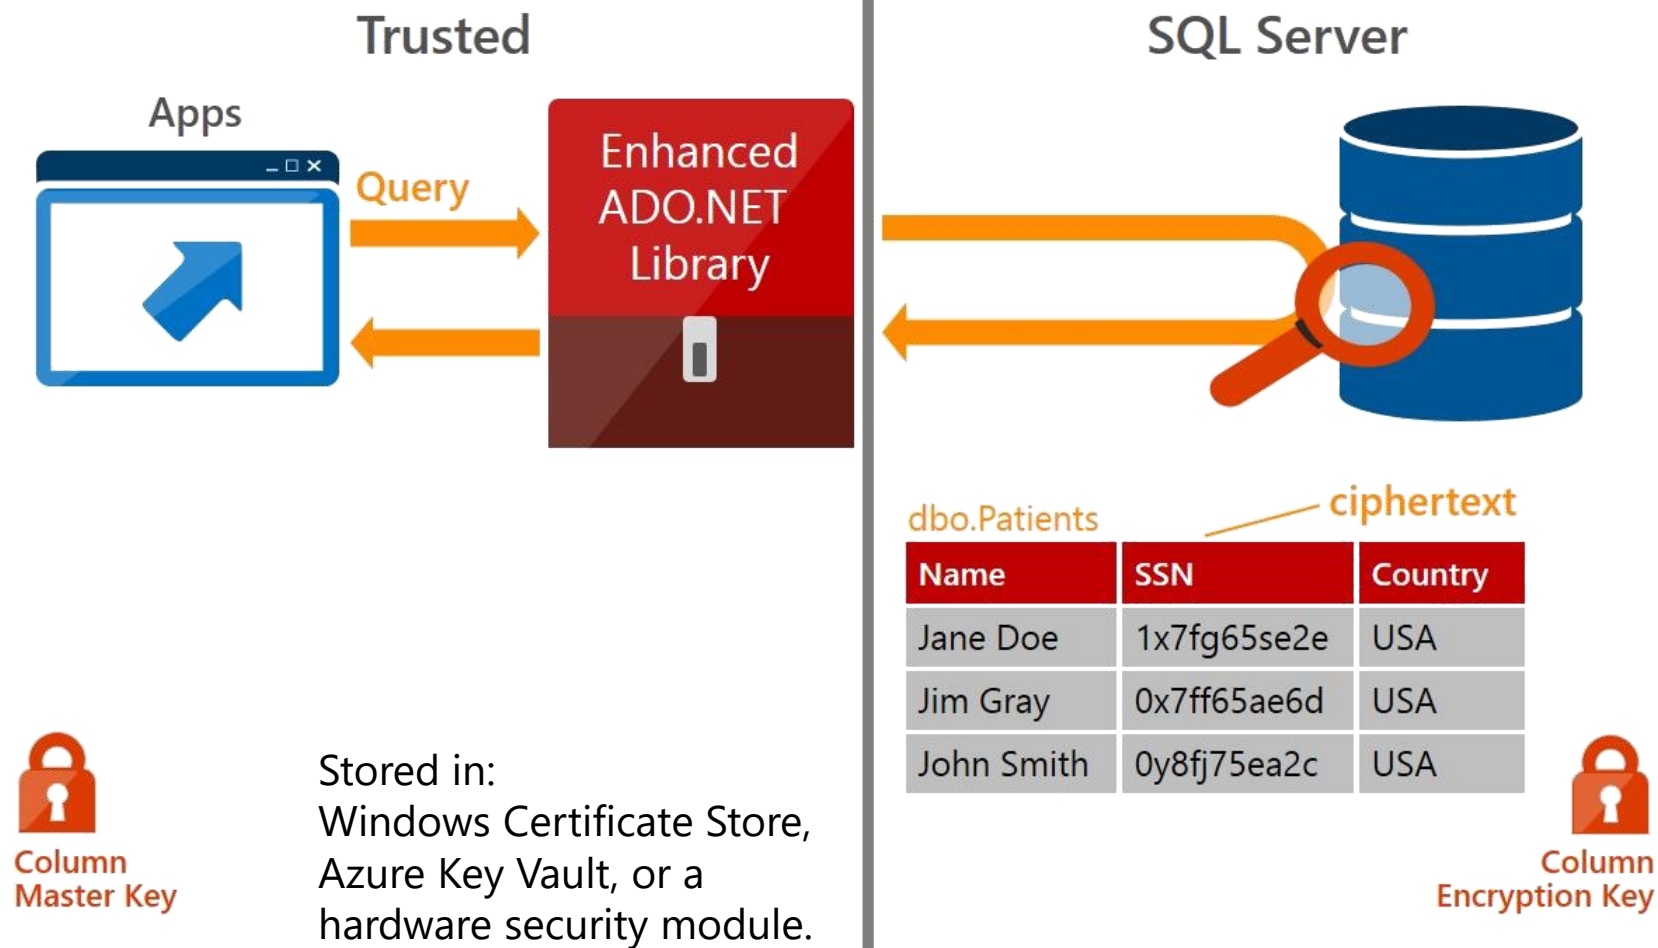 Trusted
Apps
Query
Enhanced
ADO.NET
Library
Column
Master Key
Stored in:
Windows Certificate Store,
Azure Key Vault, or a
hardware security module.
SQL Server
dbo.Patients
ciphertext
Name SSN Country
Jane Doe 1x7fg65se2e USA
Jim Gray 0x7ff65ae6d USA
John Smith 0y8fj75ea2c USA
Column
Encryption Key